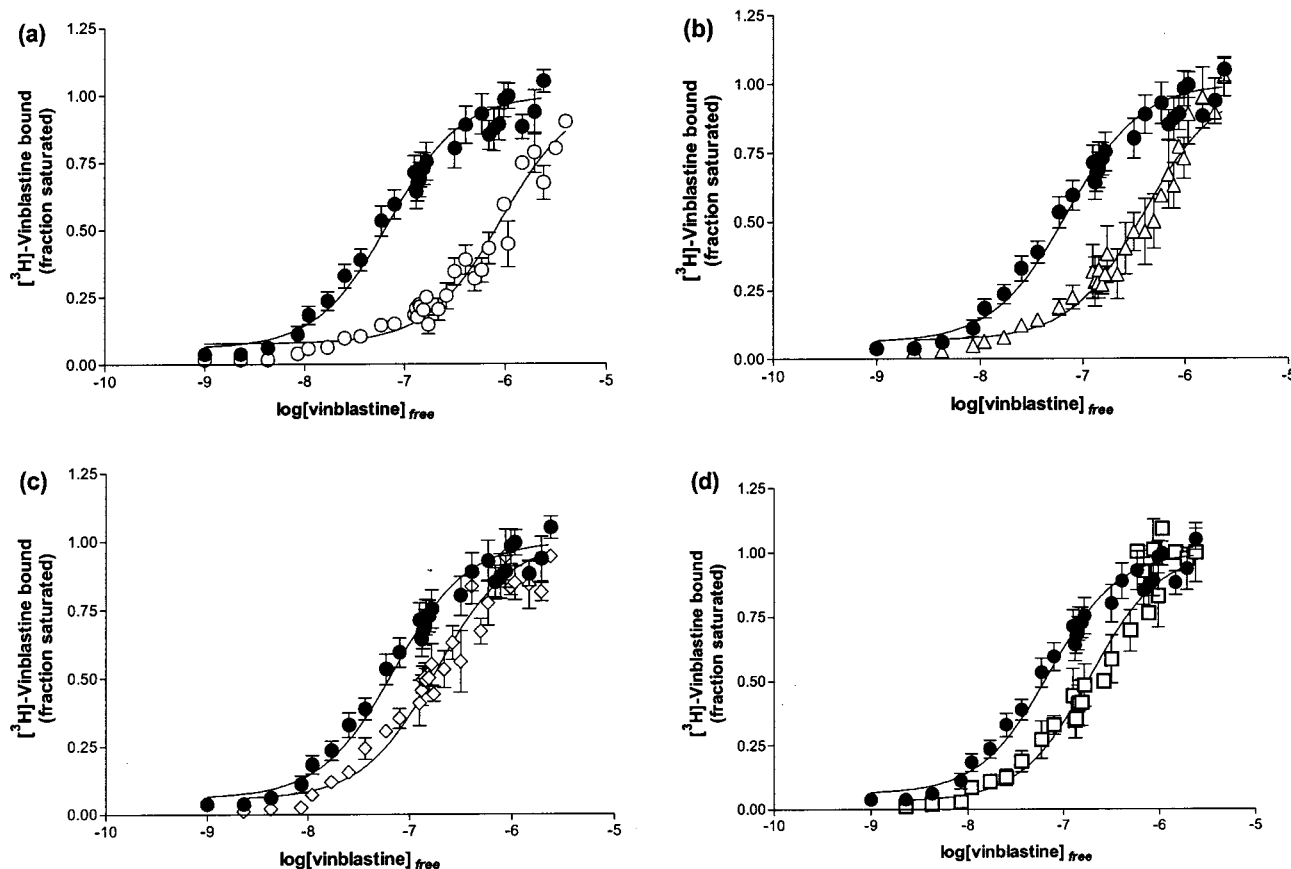 (a)
[³H]-Vinblastine bound
(fraction saturated)
1.25
1.00
0.75
0.50
0.25
0.00
-10 -9 -8 -7 -6 -5
log[vinblastine] free
(b)
[³H]-Vinblastine bound
(fraction saturated)
1.25
1.00
0.75
0.50
0.25
0.00
-10 -9 -8 -7 -6 -5
log[vinblastine] free
(c)
[³H]-Vinblastine bound
(fraction saturated)
1.25
1.00
0.75
0.50
0.25
0.00
-10 -9 -8 -7 -6 -5
log[vinblastine] free
(d)
[³H]-Vinblastine bound
(fraction saturated)
1.25
1.00
0.75
0.50
0.25
0.00
-10 -9 -8 -7 -6 -5
log[vinblastine] free